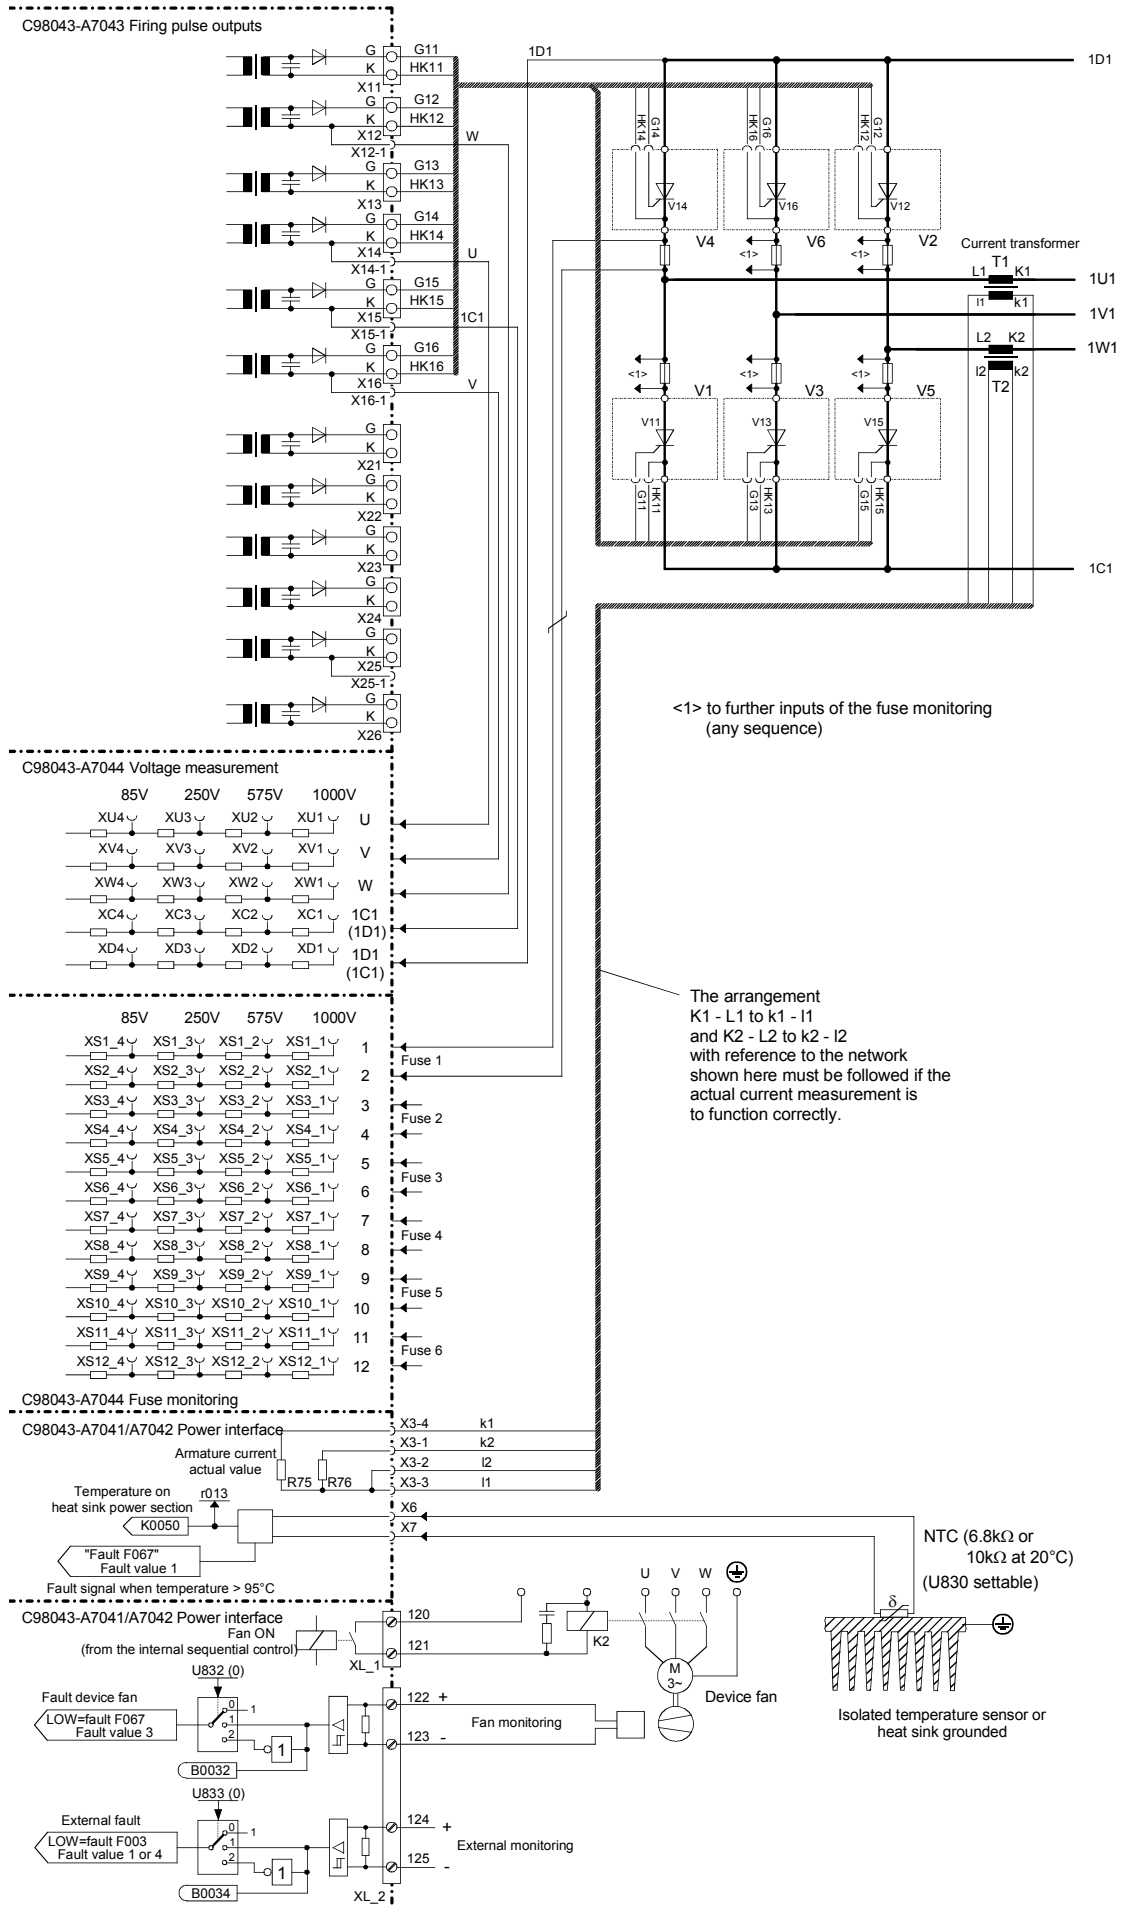 C98043-A7043 Firing pulse outputs
G
G11
K
HK11
X11
G
G12
K
HK12
X12
W
X12-1
G
G13
K
HK13
X13
G
G14
K
HK14
X14
U
X14-1
G
G15
K
HK15
X15
1C1
X15-1
G
G16
K
HK16
X16
V
X16-1
G
K
X21
G
K
X22
G
K
X23
G
K
X24
G
K
X25
X25-1
G
K
X26
1D1
1D1
HK14
G14
HK16
G16
HK12
G12
V14
V16
V12
V4
V6
V2
<1>
<1>
Current transformer
T1
L1
K1
1U1
l1
k1
1V1
L2
K2
1W1
l2
k2
T2
<1>
<1>
<1>
V1
V3
V5
V11
V13
V15
G11
HK11
G13
HK13
G15
HK15
1C1
<1> to further inputs of the fuse monitoring
(any sequence)
C98043-A7044 Voltage measurement
85V 250V 575V 1000V
XU4 XU3 XU2 XU1 U
XV4 XV3 XV2 XV1 V
XW4 XW3 XW2 XW1 W
XC4 XC3 XC2 XC1 1C1
(1D1)
XD4 XD3 XD2 XD1 1D1
(1C1)
The arrangement
K1 - L1 to k1 - l1
and K2 - L2 to k2 - l2
with reference to the network
shown here must be followed if the
actual current measurement is
to function correctly.
85V 250V 575V 1000V
XS1_4 XS1_3 XS1_2 XS1_1 1
Fuse 1
XS2_4 XS2_3 XS2_2 XS2_1 2
XS3_4 XS3_3 XS3_2 XS3_1 3
Fuse 2
XS4_4 XS4_3 XS4_2 XS4_1 4
XS5_4 XS5_3 XS5_2 XS5_1 5
Fuse 3
XS6_4 XS6_3 XS6_2 XS6_1 6
XS7_4 XS7_3 XS7_2 XS7_1 7
Fuse 4
XS8_4 XS8_3 XS8_2 XS8_1 8
XS9_4 XS9_3 XS9_2 XS9_1 9
Fuse 5
XS10_4 XS10_3 XS10_2 XS10_1 10
XS11_4 XS11_3 XS11_2 XS11_1 11
Fuse 6
XS12_4 XS12_3 XS12_2 XS12_1 12
C98043-A7044 Fuse monitoring
C98043-A7041/A7042 Power interface
X3-4 k1
X3-1 k2
X3-2 l2
X3-3 l1
Armature current
actual value
R75 R76
Temperature on
heat sink power section
r013
K0050
X6
X7
"Fault F067"
Fault value 1
Fault signal when temperature > 95°C
NTC (6.8kΩ or
10kΩ at 20°C)
(U830 settable)
δ
Isolated temperature sensor or
heat sink grounded
C98043-A7041/A7042 Power interface
Fan ON
(from the internal sequential control)
XL_1
120
121
K2
U V W
M
3~
Device fan
U832 (0)
Fault device fan
LOW=fault F067
Fault value 3
0
1
1
2
1
B0032
122 +
Fan monitoring
123 -
U833 (0)
External fault
LOW=fault F003
Fault value 1 or 4
0
1
1
2
1
B0034
124 +
External monitoring
125 -
XL_2